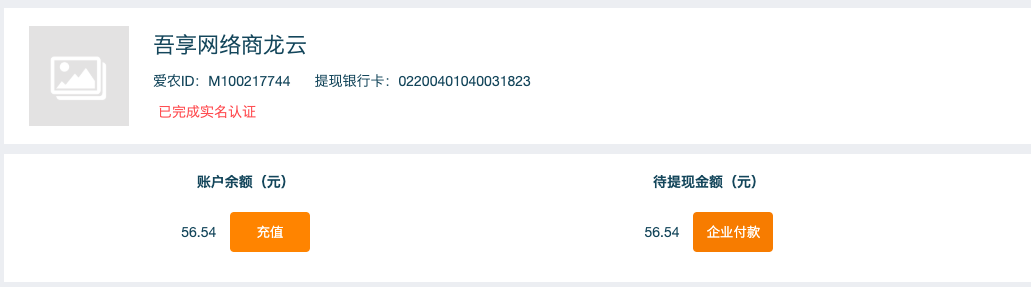 吾享网络商龙云
爱农ID：M100217744 提现银行卡：02200401040031823
已完成实名认证
账户余额（元） 待提现金额（元）
56.54 充值 56.54 企业付款